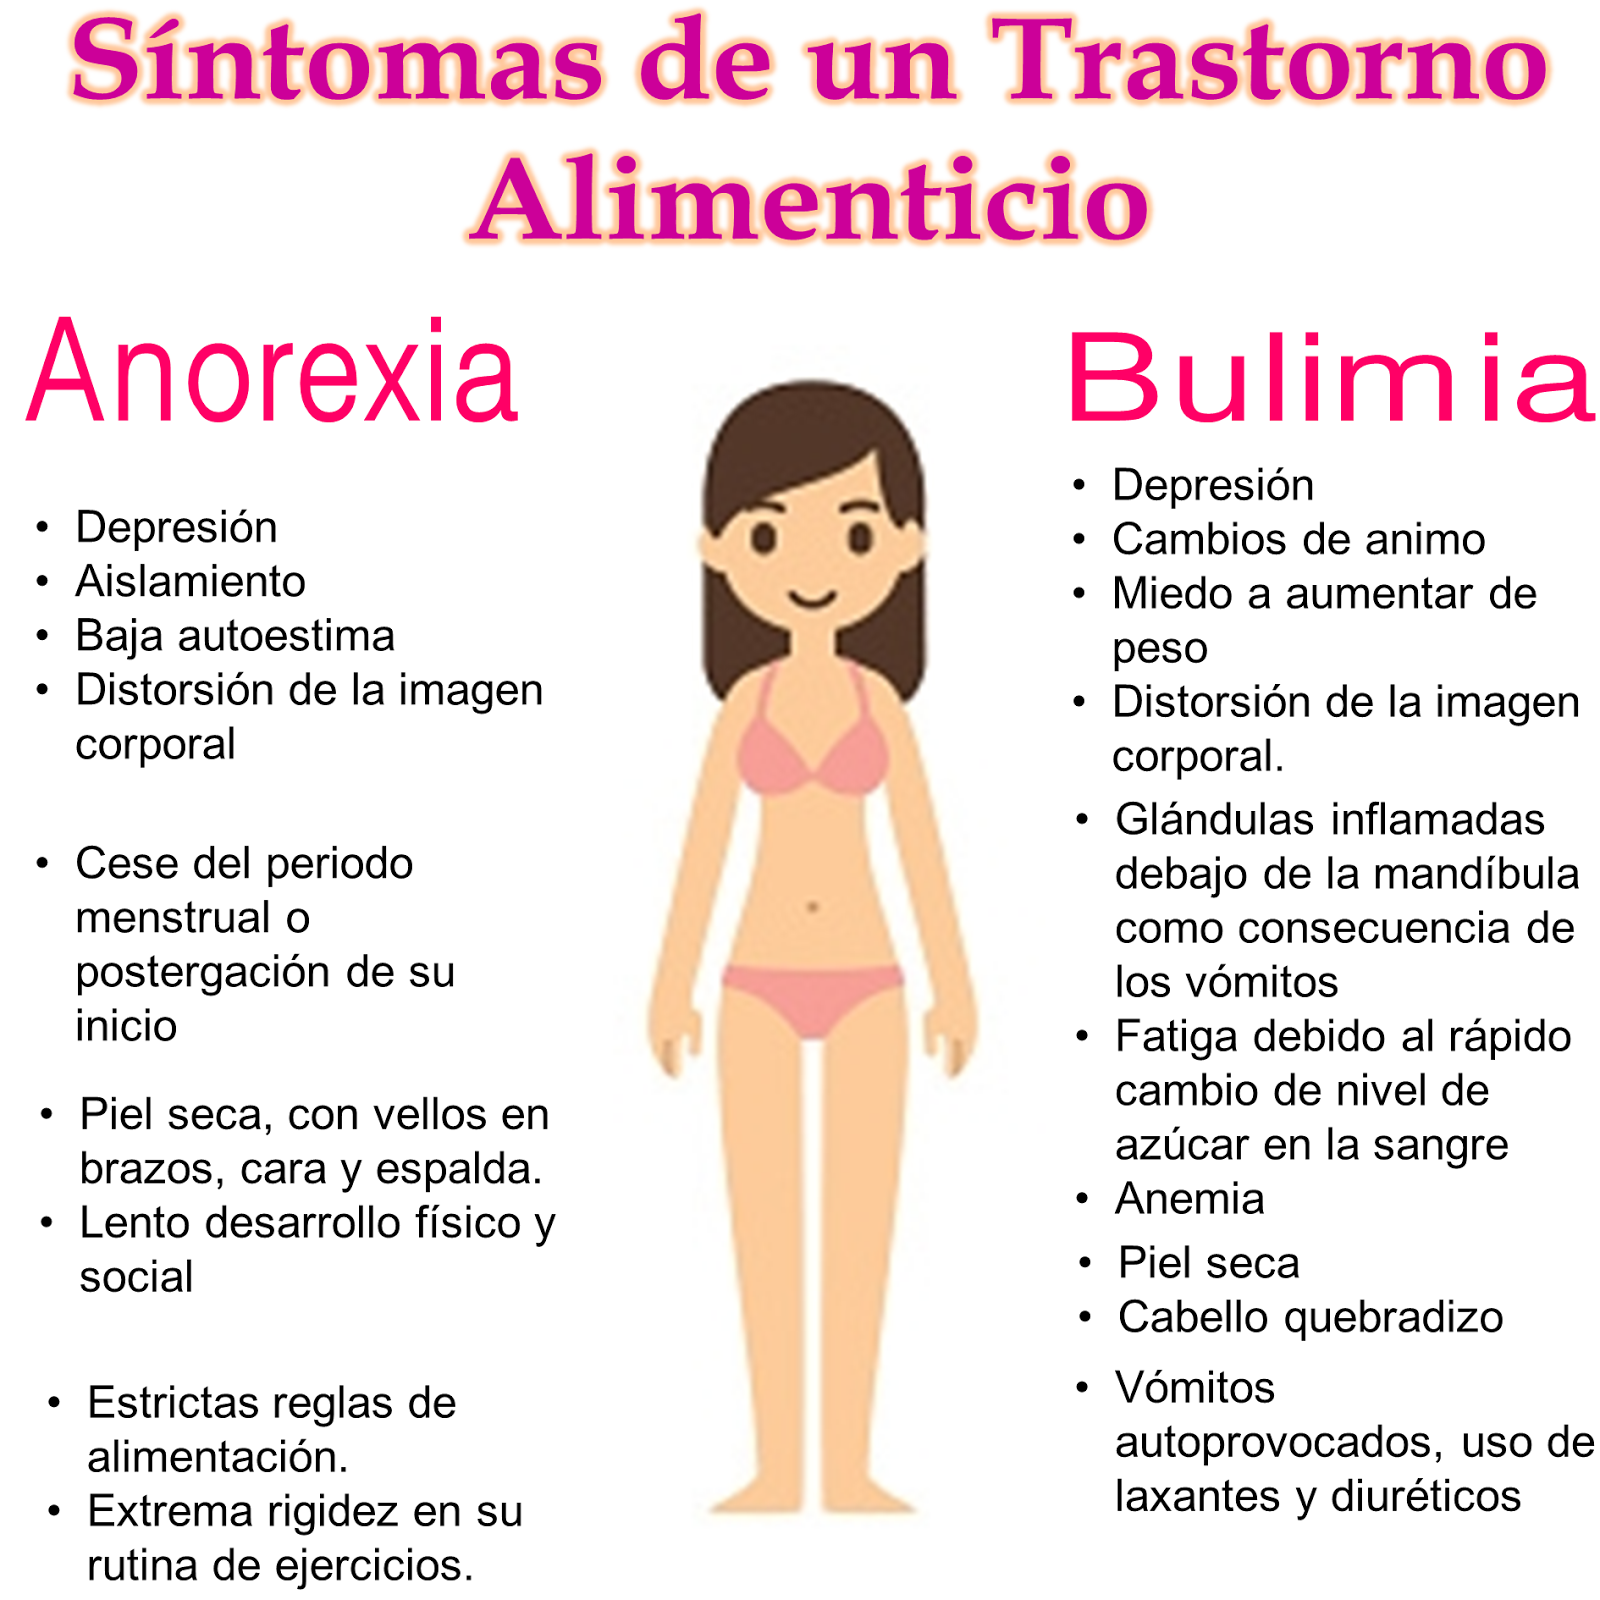 Síntomas de un Trastorno
Alimenticio
Anorexia
• Depresión
• Aislamiento
• Baja autoestima
• Distorsión de la imagen
corporal
• Cese del periodo
menstrual o
postergación de su
inicio
• Piel seca, con vellos en
brazos, cara y espalda.
• Lento desarrollo físico y
social
• Estrictas reglas de
alimentación.
• Extrema rigidez en su
rutina de ejercicios.
Bulimia
• Depresión
• Cambios de animo
• Miedo a aumentar de
peso
• Distorsión de la imagen
corporal.
• Glándulas inflamadas
debajo de la mandíbula
como consecuencia de
los vómitos
• Fatiga debido al rápido
cambio de nivel de
azúcar en la sangre
• Anemia
• Piel seca
• Cabello quebradizo
• Vómitos
autoprovocados, uso de
laxantes y diuréticos